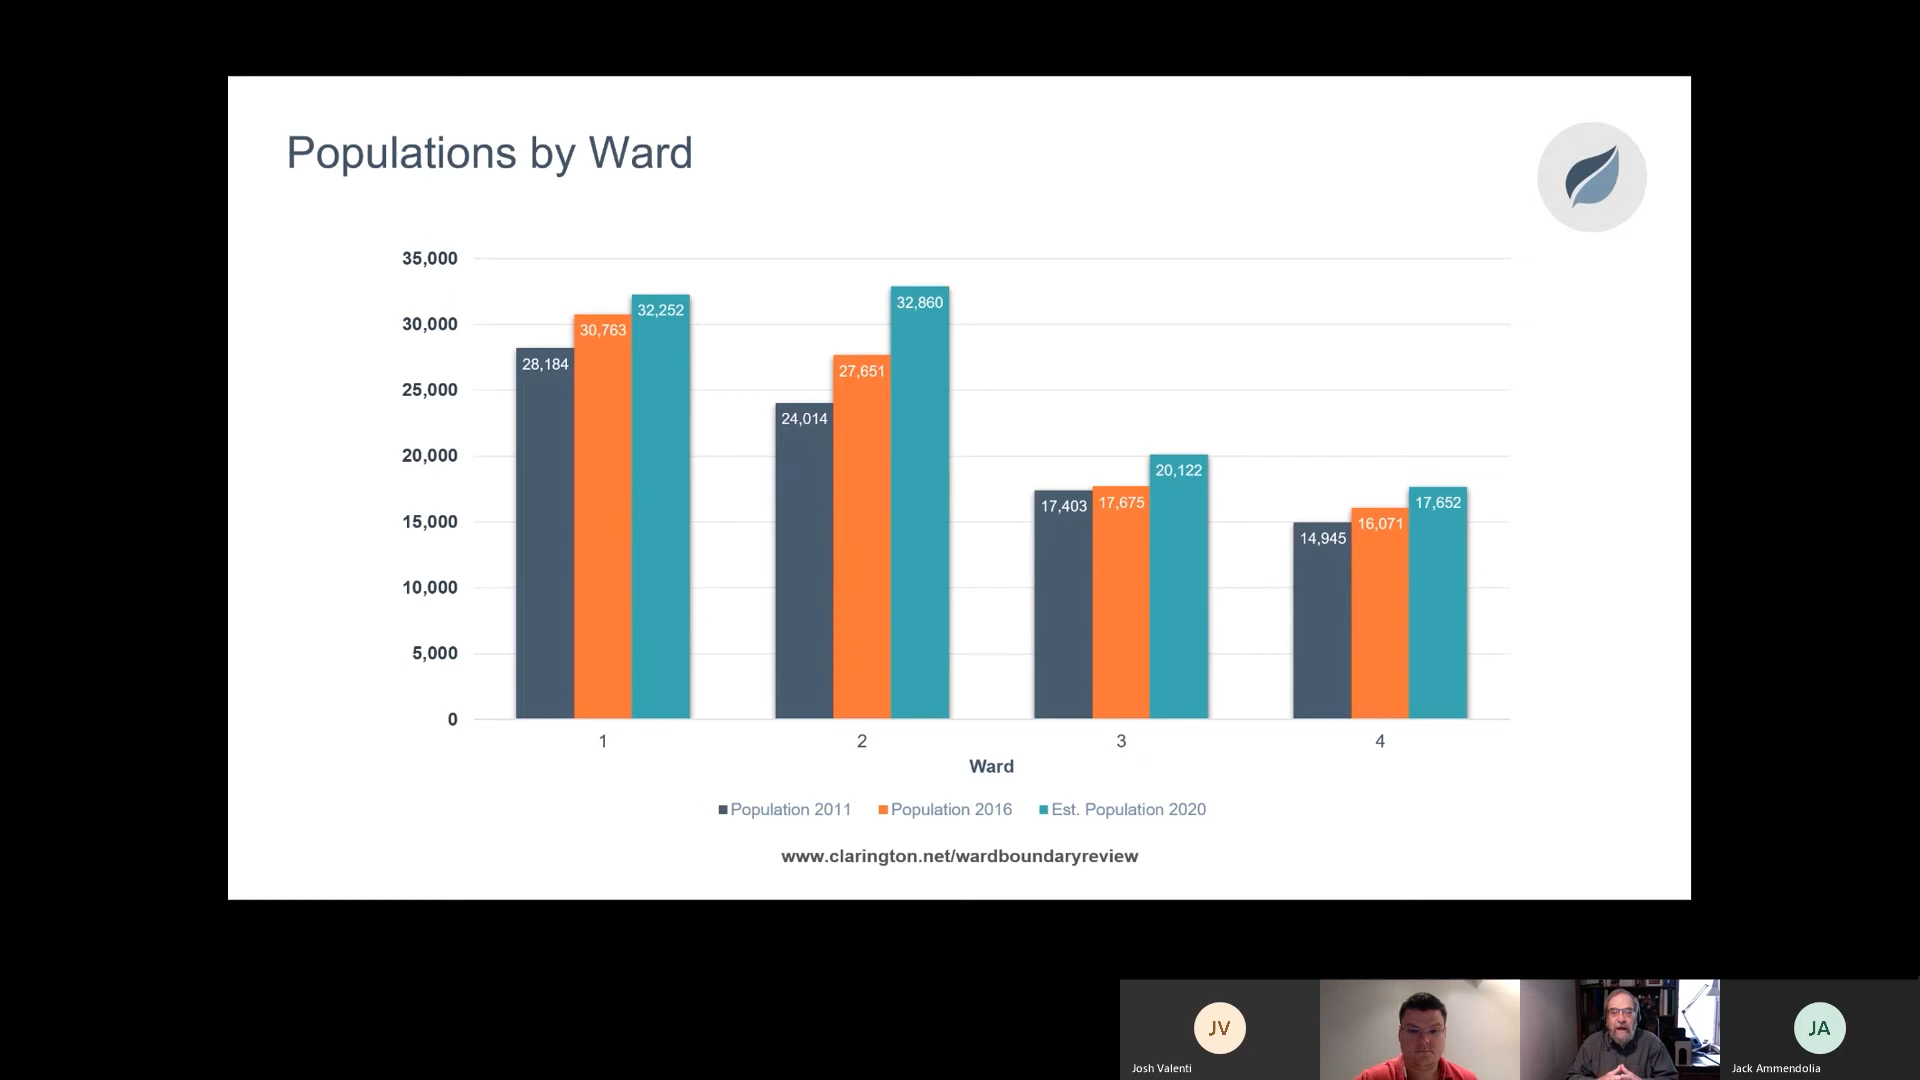 Populations by Ward
35,000
30,000
25,000
20,000
15,000
10,000
5,000
0
28,184
30,763
32,252
24,014
27,651
32,860
17,403
17,675
20,122
14,945
16,071
17,652
1
2
3
4
Ward
Population 2011
Population 2016
Est. Population 2020
www.clarington.net/wardboundaryreview
JV
Josh Valenti
JA
Jack Ammendolia